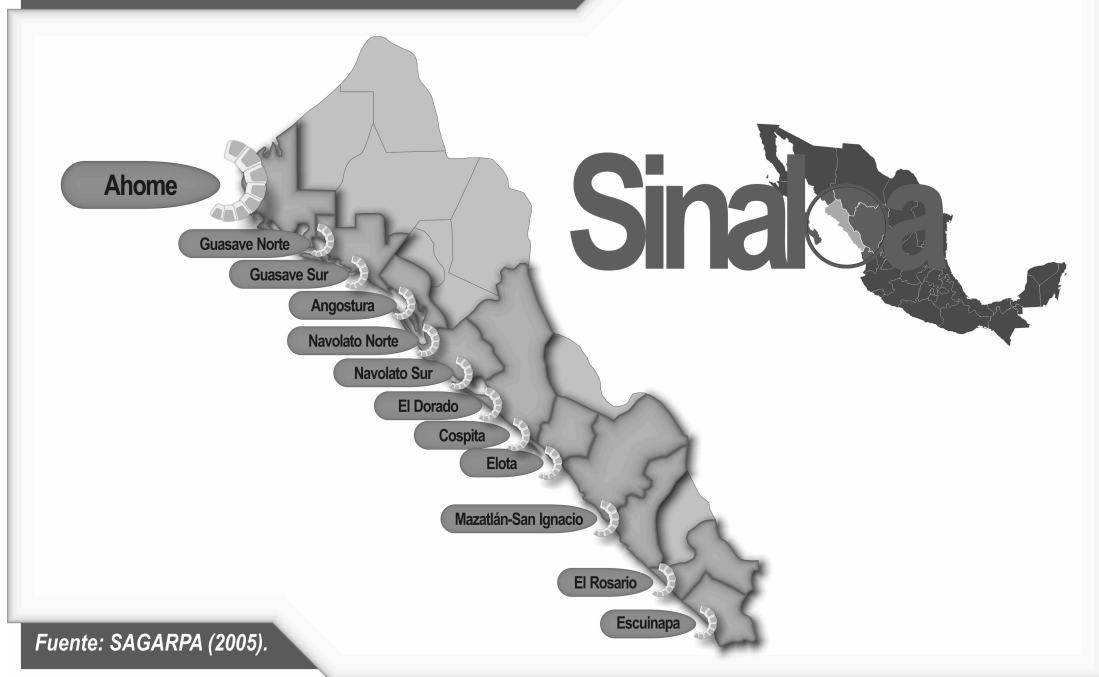 Sinaloa
Ahome
Guasave Norte
Guasave Sur
Angostura
Navolato Norte
Navolato Sur
El Dorado
Cospita
Elota
Mazatlán-San Ignacio
El Rosario
Escuinapa
Fuente: SAGARPA (2005).